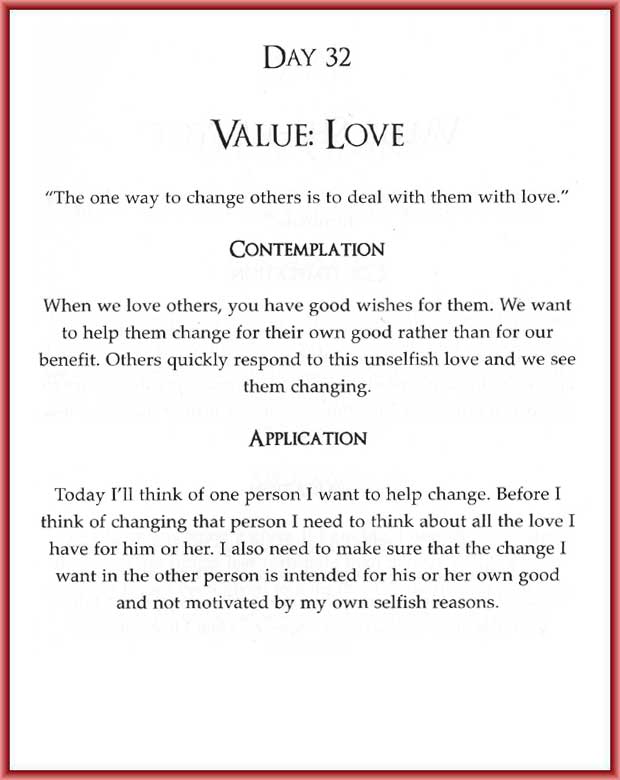 DAY 32
VALUE: LOVE
“The one way to change others is to deal with them with love.”
CONTEMPLATION
When we love others, you have good wishes for them. We want
to help them change for their own good rather than for our
benefit. Others quickly respond to this unselfish love and we see
them changing.
APPLICATION
Today I’ll think of one person I want to help change. Before I
think of changing that person I need to think about all the love I
have for him or her. I also need to make sure that the change I
want in the other person is intended for his or her own good
and not motivated by my own selfish reasons.